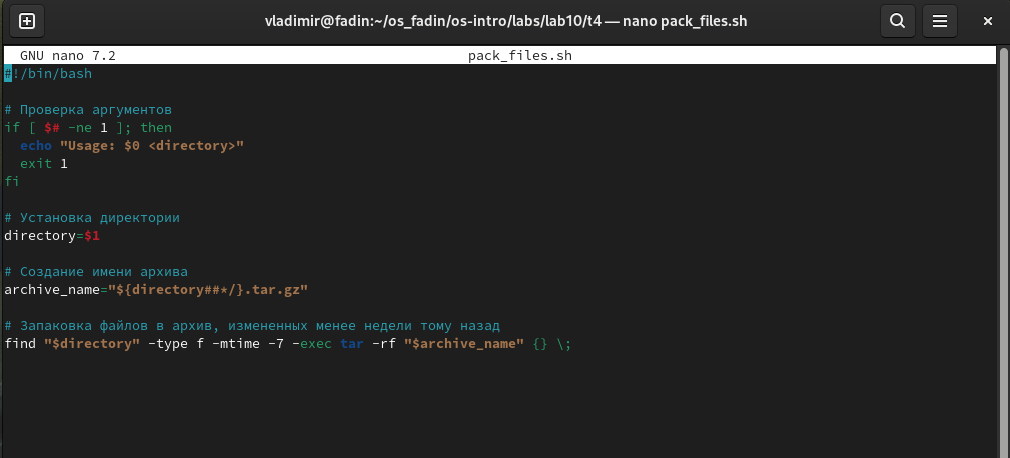 vladimir@fadin:~/os_fadin/os-intro/labs/lab10/t4 — nano pack_files.sh
GNU nano 7.2 pack_files.sh
#!/bin/bash
# Проверка аргументов
if [ $# -ne 1 ]; then
  echo "Usage: $0 <directory>"
  exit 1
fi
# Установка директории
directory=$1
# Создание имени архива
archive_name="${directory##*/}.tar.gz"
# Запаковка файлов в архив, измененных менее недели тому назад
find "$directory" -type f -mtime -7 -exec tar -rf "$archive_name" {} \;